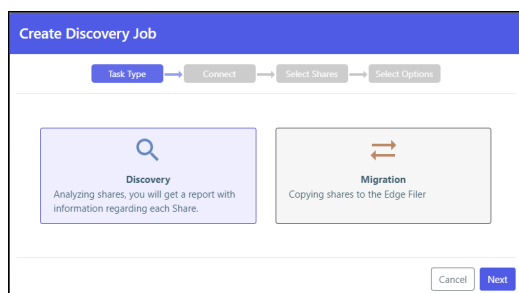 Create Discovery Job
Task Type
Connect
Select Shares
Select Options
Discovery
Analyzing shares, you will get a report with
information regarding each Share.
Migration
Copying shares to the Edge Filer
Cancel
Next